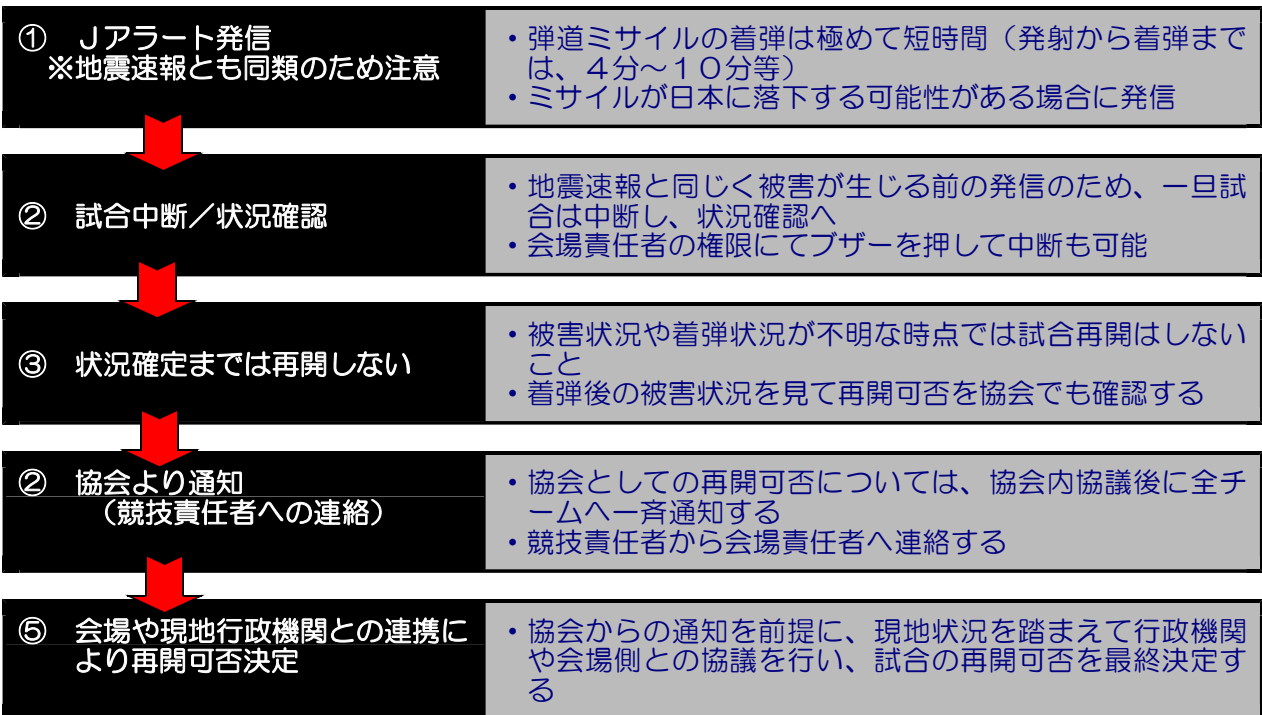 ① Jアラート発信
※地震速報とも同類のため注意
・弾道ミサイルの着弾は極めて短時間（発射から着弾まで
は、４分～１０分等）
・ミサイルが日本に落下する可能性がある場合に発信
② 試合中断／状況確認
・地震速報と同じく被害が生じる前の発信のため、一旦試
合は中断し、状況確認へ
・会場責任者の権限にてブザーを押して中断も可能
③ 状況確定までは再開しない
・被害状況や着弾状況が不明な時点では試合再開はしない
こと
・着弾後の被害状況を見て再開可否を協会でも確認する
② 協会より通知
（競技責任者への連絡）
・協会としての再開可否については、協会内協議後に全チ
ームへ一斉通知する
・競技責任者から会場責任者へ連絡する
⑤ 会場や現地行政機関との連携に
より再開可否決定
・協会からの通知を前提に、現地状況を踏まえて行政機関
や会場側との協議を行い、試合の再開可否を最終決定す
る